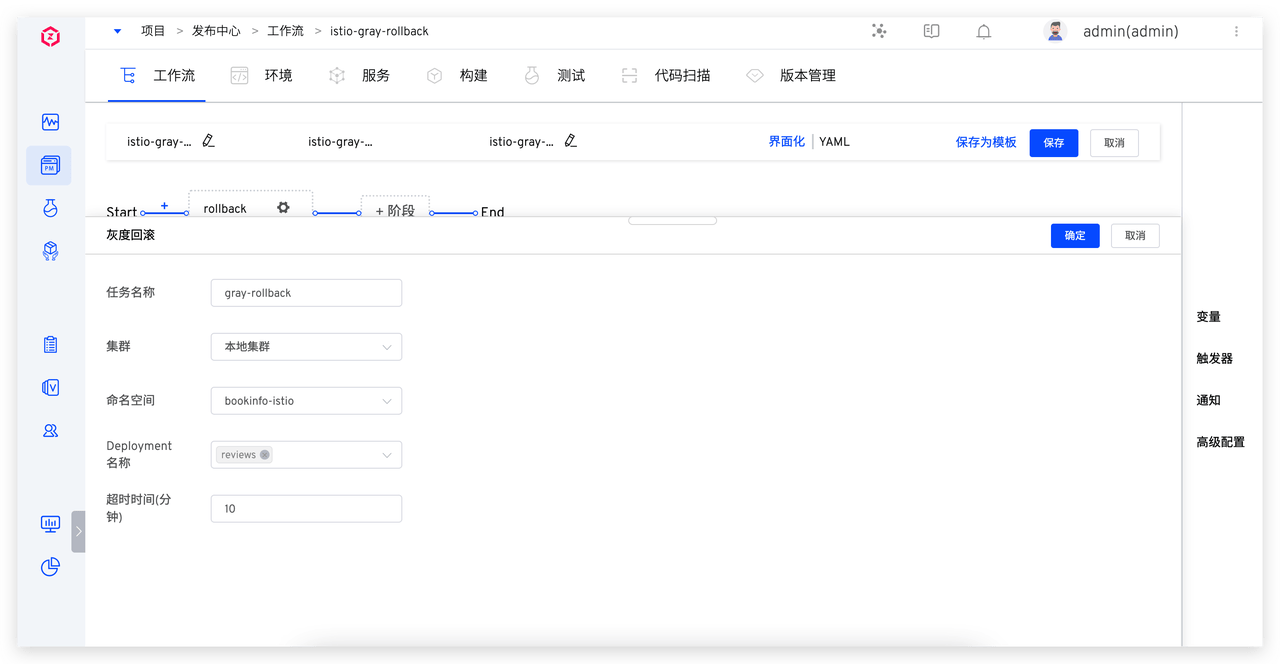 项目 > 发布中心 > 工作流 > istio-gray-rollback
admin(admin)
工作流 环境 服务 构建 测试 代码扫描 版本管理
istio-gray-... istio-gray-... istio-gray-... 界面化 | YAML 保存为模板 保存 取消
Start + rollback + 阶段 End
灰度回滚 确定 取消
任务名称 gray-rollback
集群 本地集群
命名空间 bookinfo-istio
Deployment
名称
reviews
超时时间(分
钟)
10
变量
触发器
通知
高级配置
PM
V